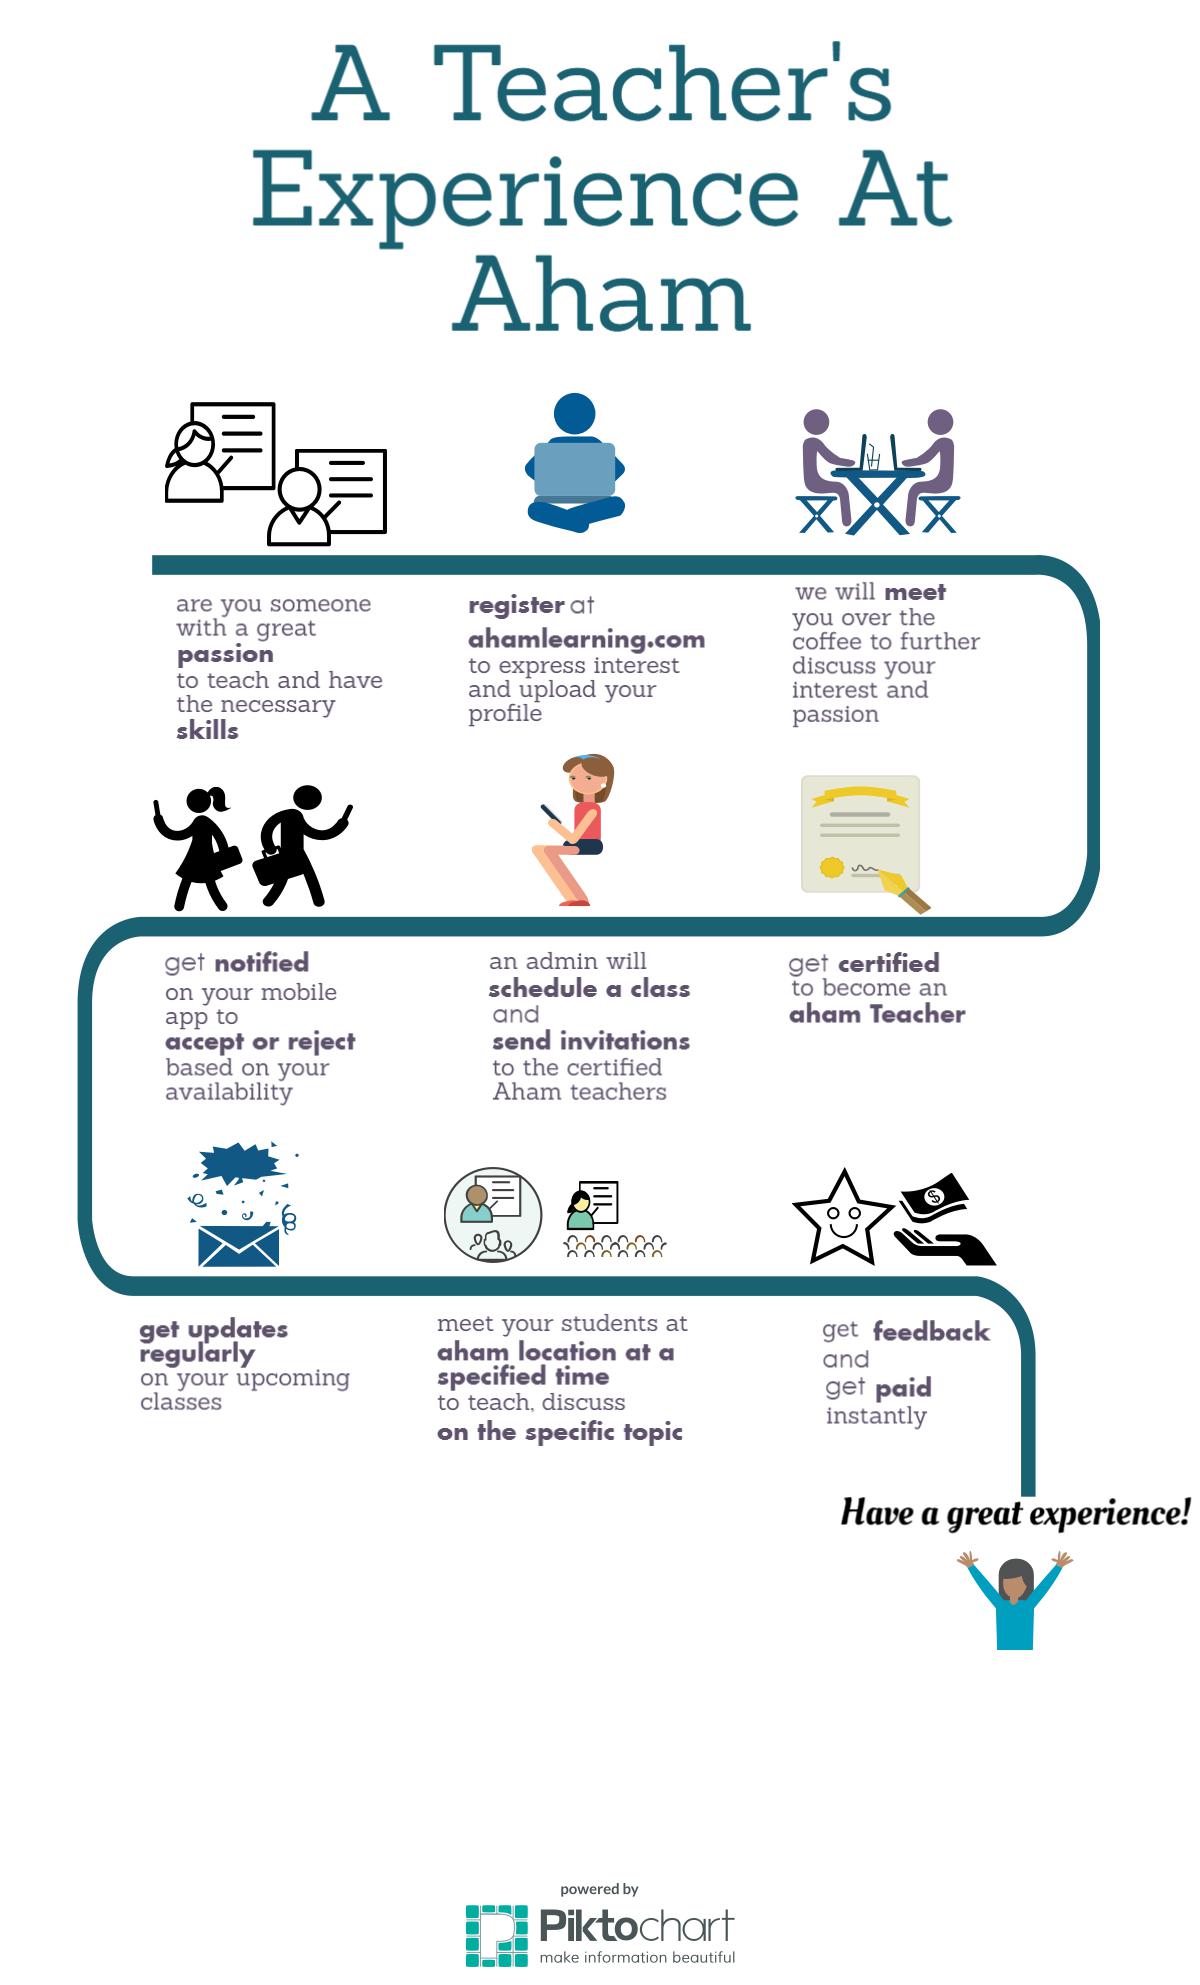 A Teacher's
Experience At
Aham
are you someone
with a great
passion
to teach and have
the necessary
skills
register at
ahamlearning.com
to express interest
and upload your
profile
we will meet
you over the
coffee to further
discuss your
interest and
passion
get certified
to become an
aham Teacher
an admin will
schedule a class
and
send invitations
to the certified
Aham teachers
get notified
on your mobile
app to
accept or reject
based on your
availability
get updates
regularly
on your upcoming
classes
meet your students at
aham location at a
specified time
to teach, discuss
on the specific topic
get feedback
and
get paid
instantly
Have a great experience!
powered by
Piktochart
make information beautiful